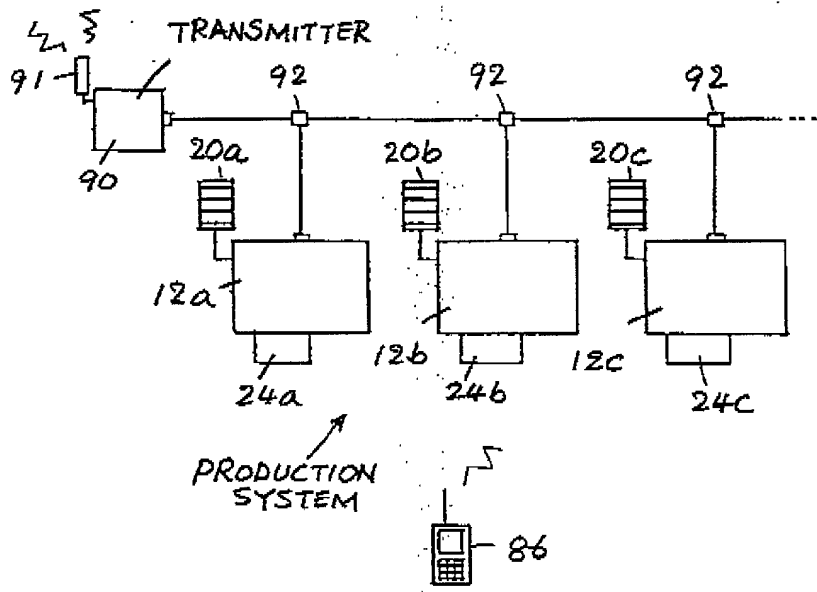 TRANSMITTER
91
92
92
92
90
20a
20b
20c
12a
12b
12c
24a
24b
24c
PRODUCTION
SYSTEM
86